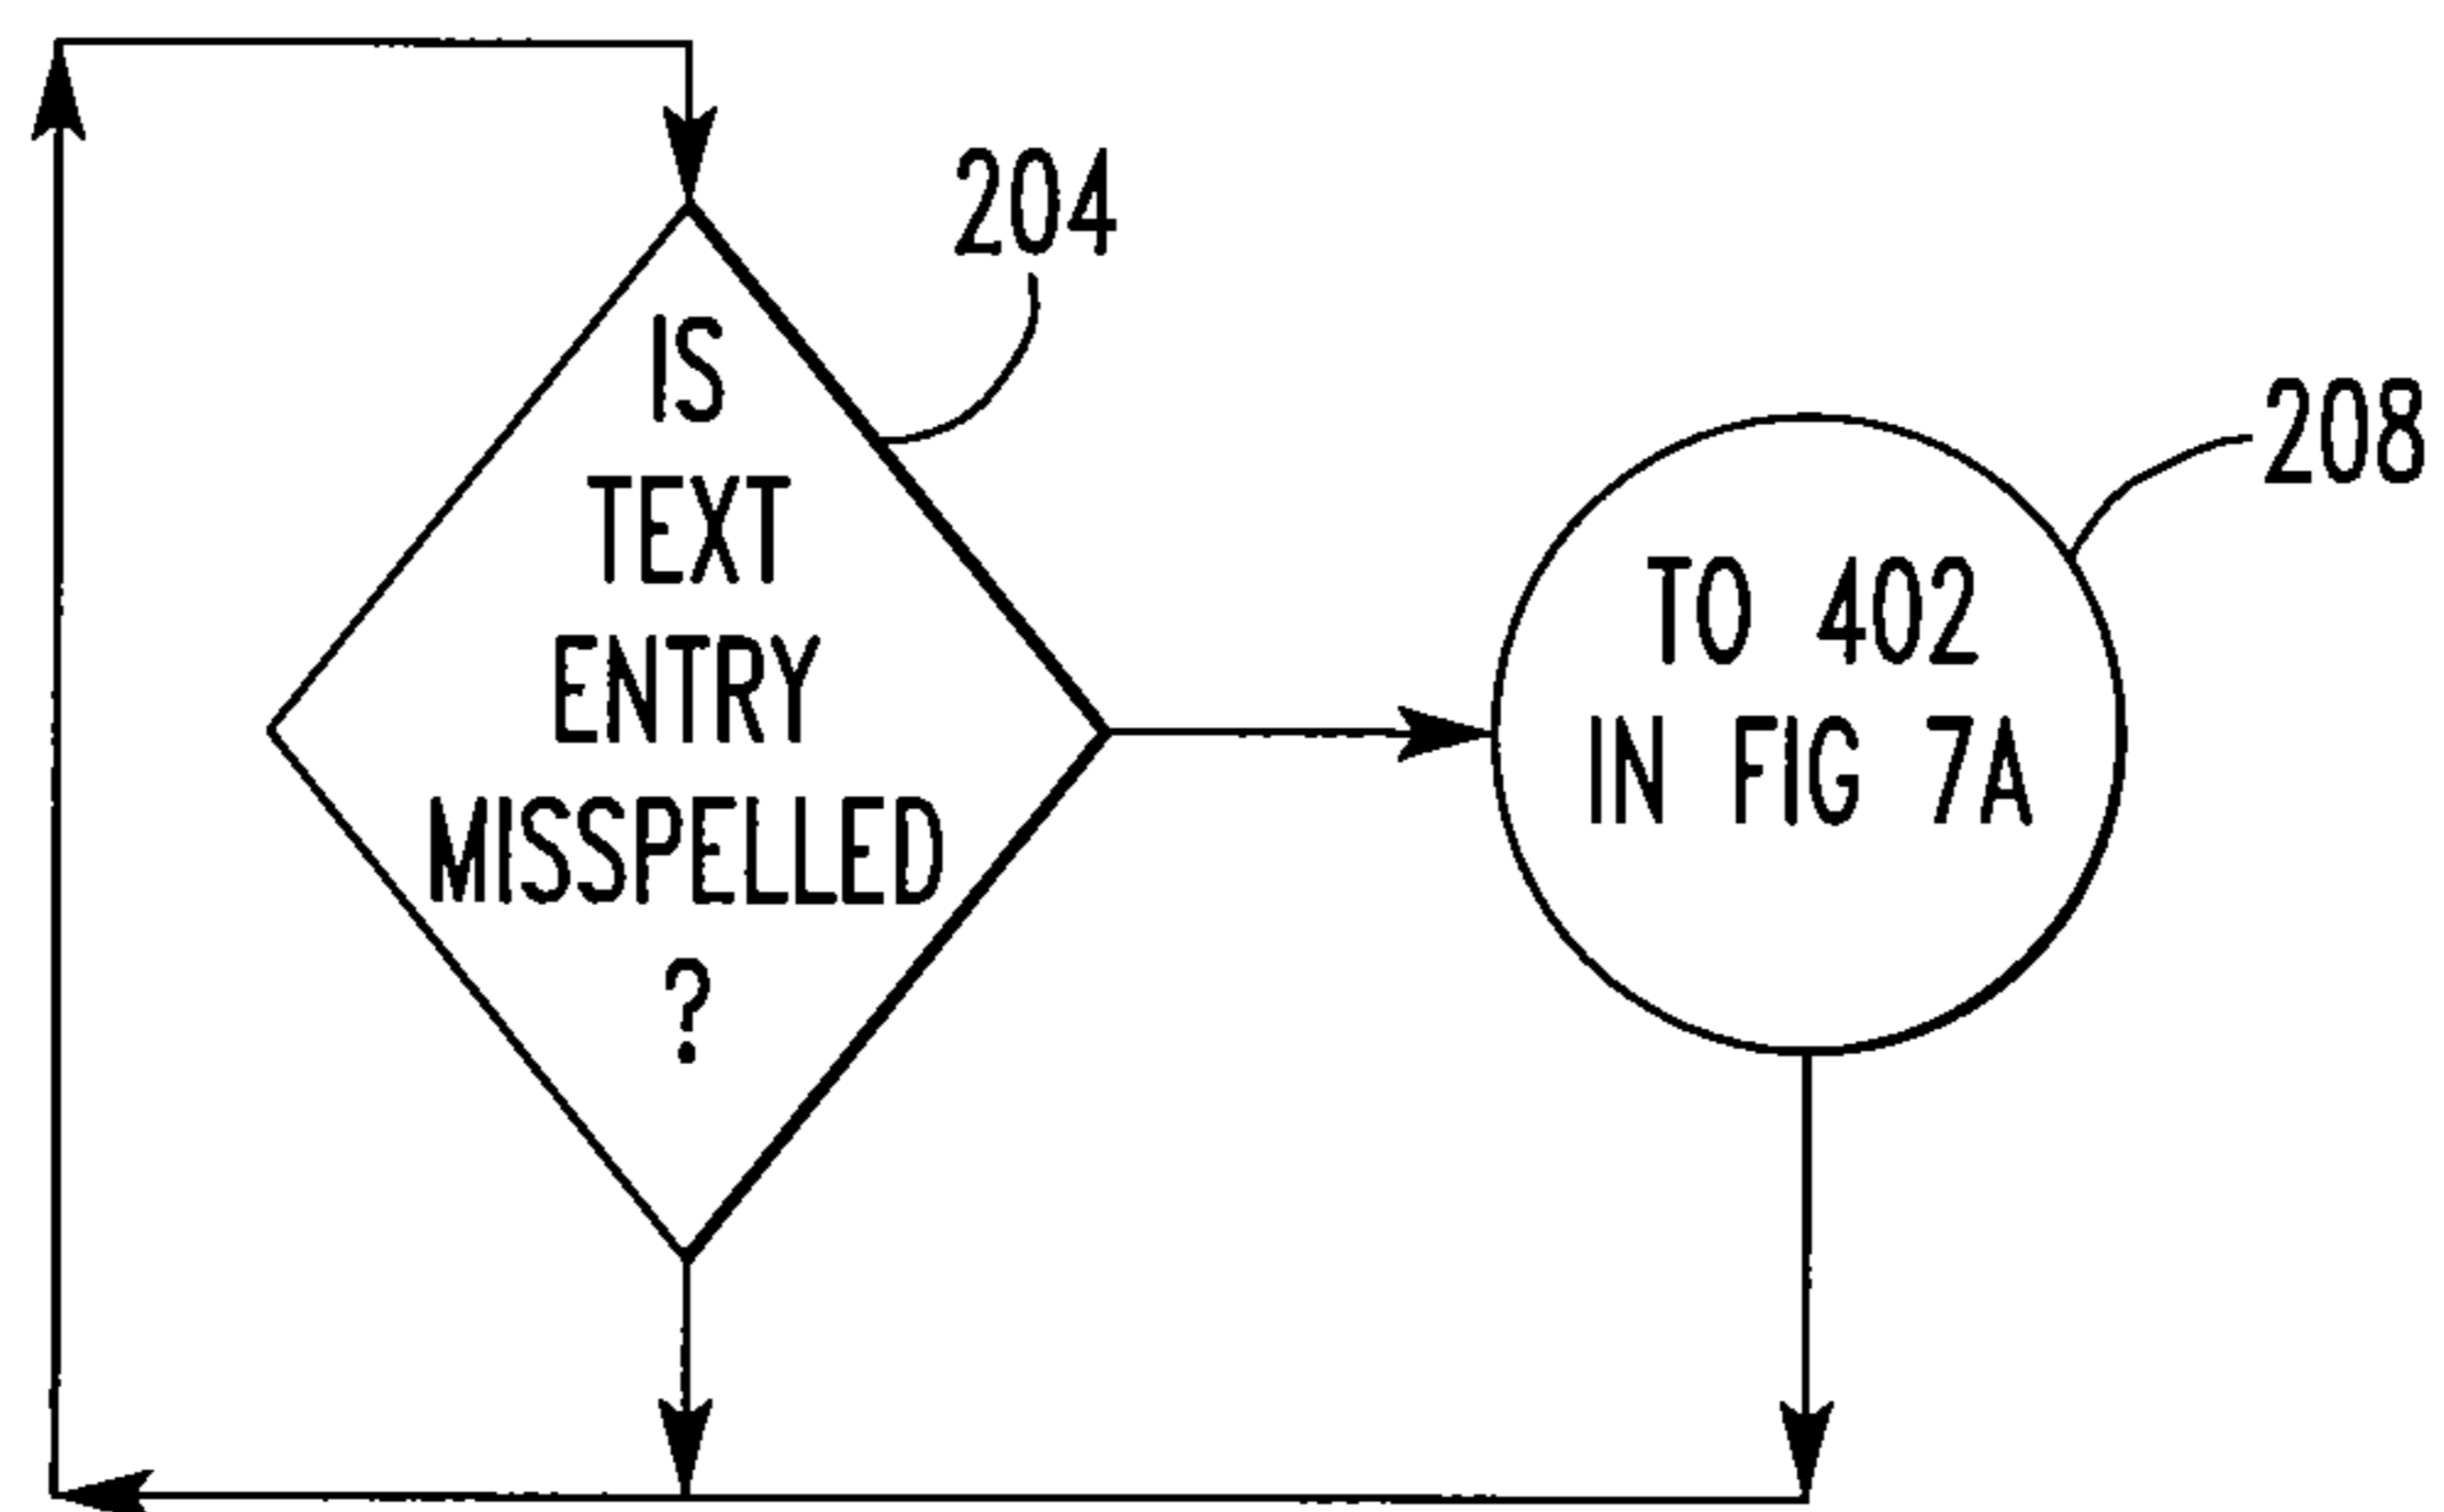 204
IS
TEXT
ENTRY
MISSPELLED
?
208
TO 402
IN FIG 7A